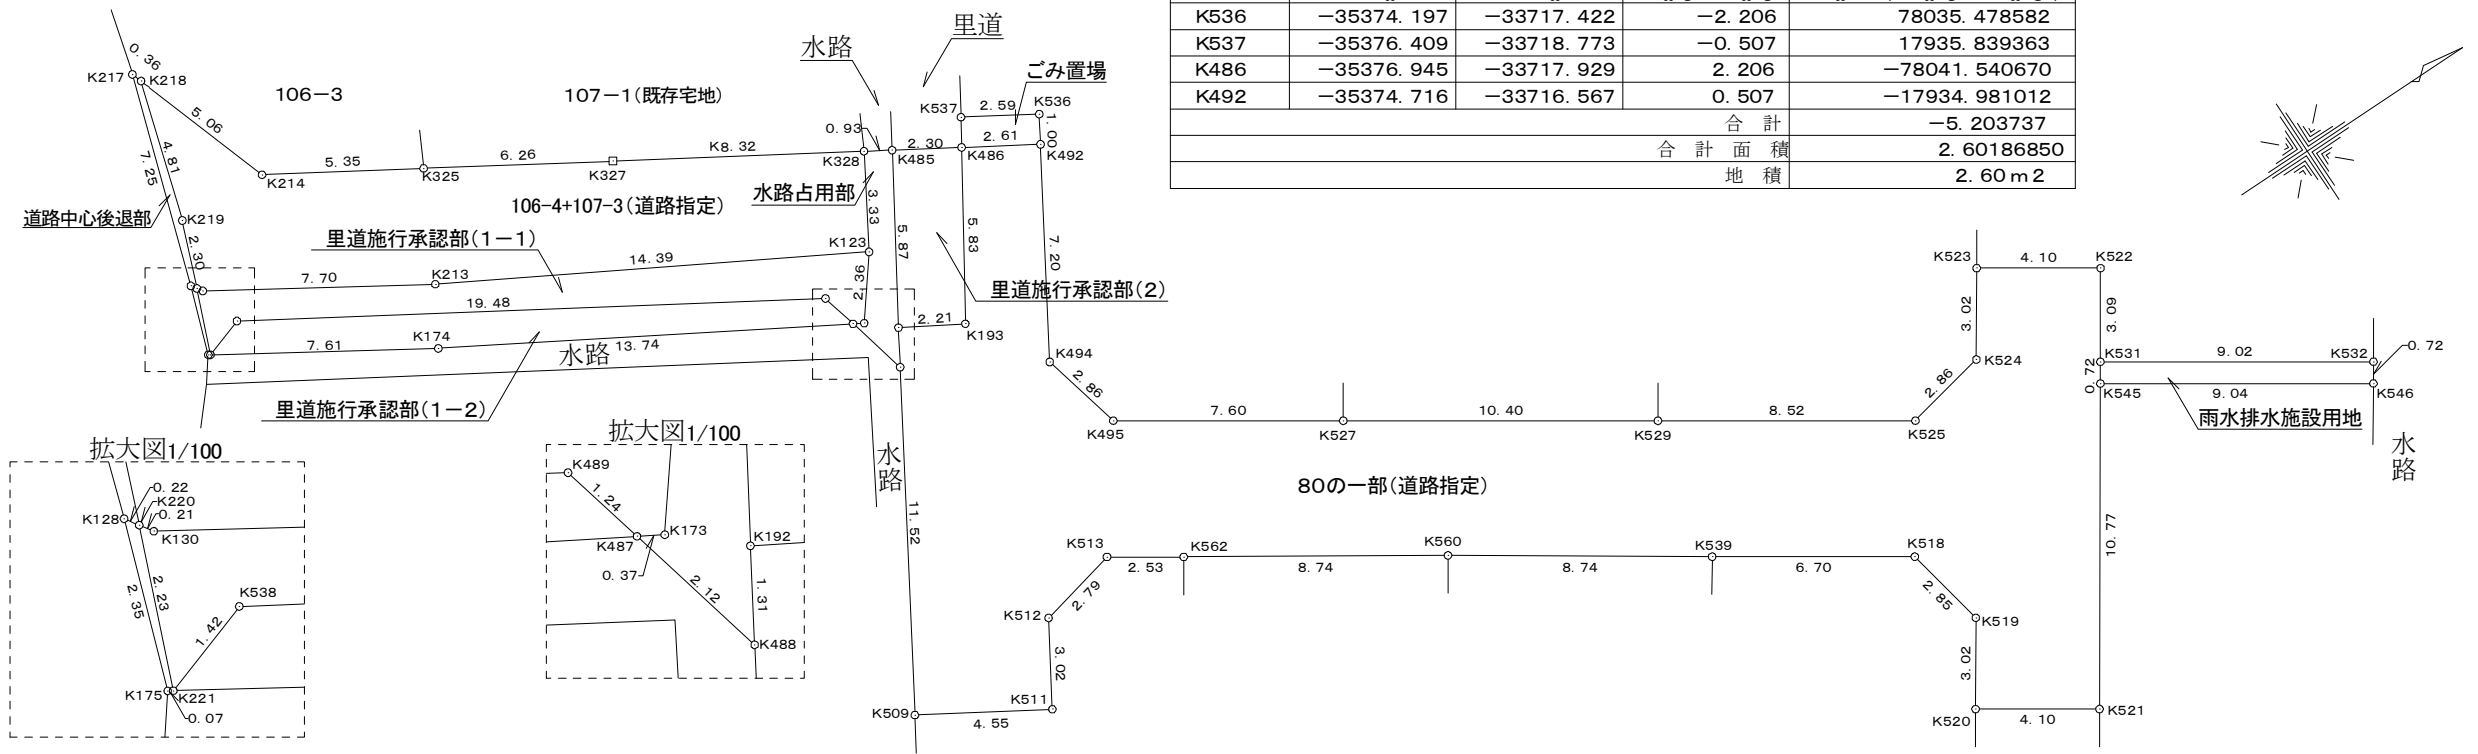 K536 −35374.197 −33717.422 −2.206 78035.478582
K537 −35376.409 −33718.773 −0.507 17935.839363
K486 −35376.945 −33717.929 2.206 −78041.540670
K492 −35374.716 −33716.567 0.507 −17934.981012
合計 −5.203737
合計面積 2.60186850
地積 2.60m2
里道
水路
ごみ置場
0.36
K217
K218
106−3
107−1(既存宅地)
K537
2.59
K536
1.00
5.06
0.93
2.30
2.61
4.81
7.25
5.35
6.26
K8.32
K328
K485
K486
K492
K214
K325
K327
水路占用部
3.33
106-4+107-3(道路指定)
道路中心後退部
K219
2.30
里道施行承認部(1−1)
K123
5.87
5.83
7.20
7.70
K213
14.39
2.36
里道施行承認部(2)
19.48
2.21
K193
K174
7.61
水路
13.74
里道施行承認部(1−2)
K494
2.86
K495
7.60
K527
10.40
K529
8.52
K525
2.86
K524
3.02
K523
4.10
K522
3.09
K531
9.02
K532
0.72
0.72
K545
9.04
K546
雨水排水施設用地
水路
拡大図1/100
0.22
K220
0.21
K128
K130
2.23
2.35
K538
1.42
K175
K221
0.07
拡大図1/100
K489
1.24
K173
K487
K192
0.37
2.12
1.31
K488
水路
11.52
80の一部(道路指定)
10.77
K513
2.53
K562
8.74
K560
8.74
K539
6.70
K518
2.85
K519
2.79
K512
3.02
3.02
K509
4.55
K511
K520
4.10
K521